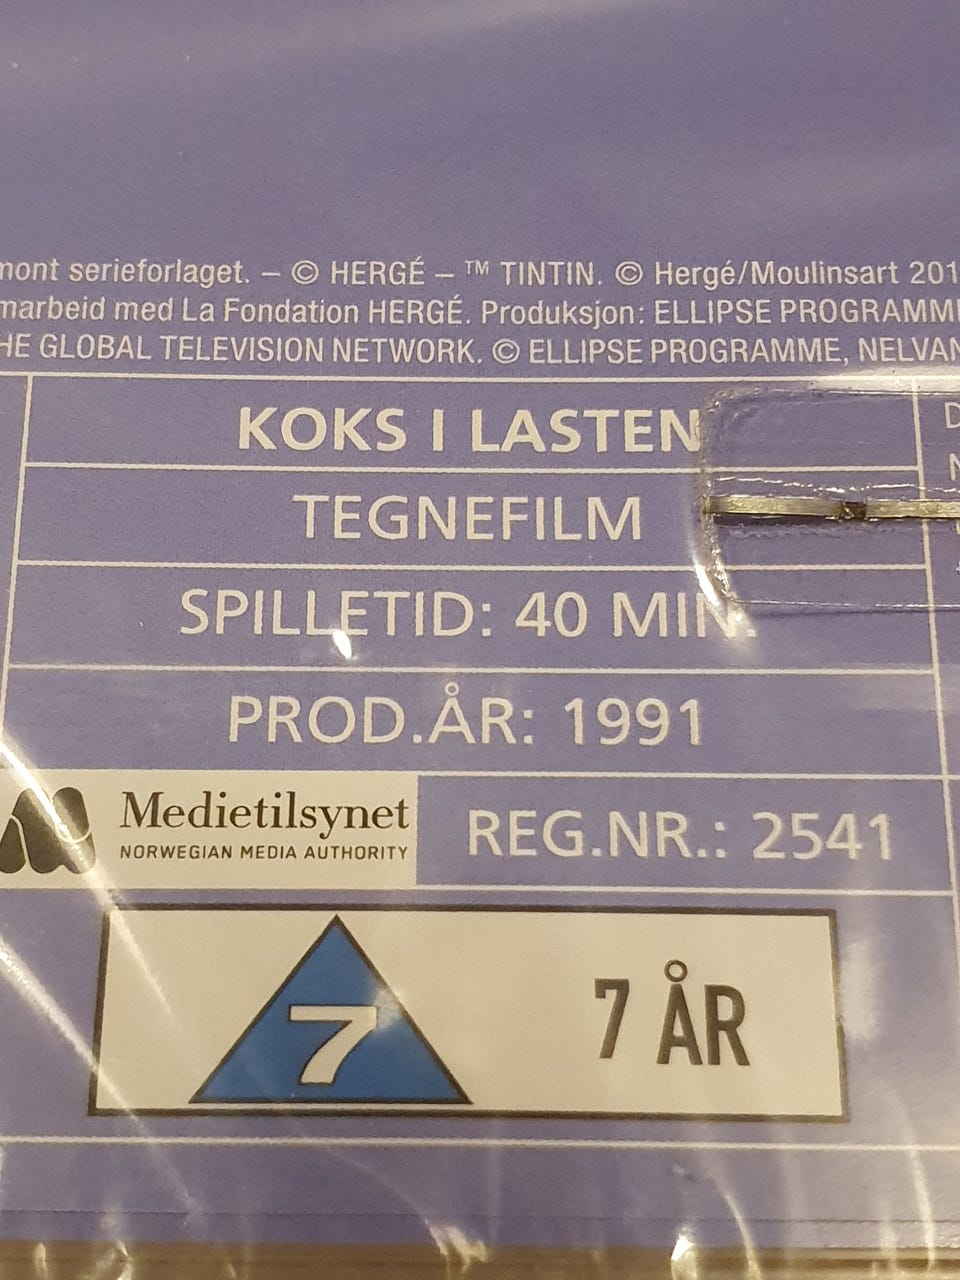 mont serieforlaget. – © HERGÉ – ™ TINTIN. © Hergé/Moulinsart 201
marbeid med La Fondation HERGÉ. Produksjon: ELLIPSE PROGRAMM
HE GLOBAL TELEVISION NETWORK. © ELLIPSE PROGRAMME, NELVAN
KOKS I LASTEN
TEGNEFILM
SPILLETID: 40 MIN.
PROD.ÅR: 1991
Medietilsynet
NORWEGIAN MEDIA AUTHORITY
REG.NR.: 2541
7
7 ÅR